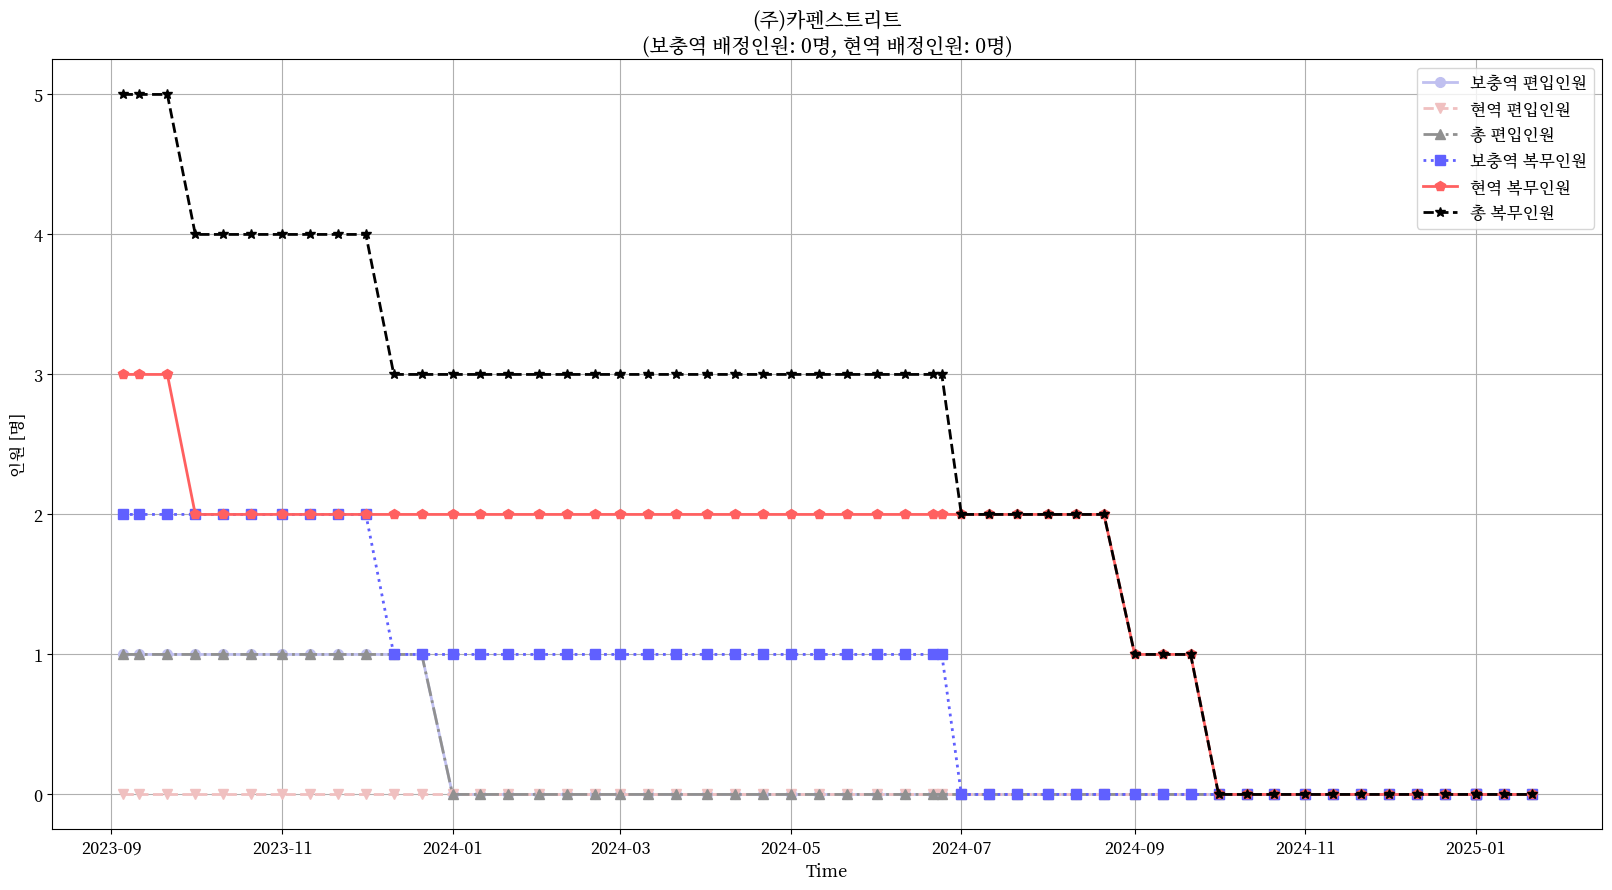 (주)카펜스트리트
(보충역 배정인원: 0명, 현역 배정인원: 0명)
보충역 편입인원
현역 편입인원
총 편입인원
보충역 복무인원
현역 복무인원
총 복무인원
인원 [명]
5
4
3
2
1
0
2023-09
2023-11
2024-01
2024-03
2024-05
2024-07
2024-09
2024-11
2025-01
Time